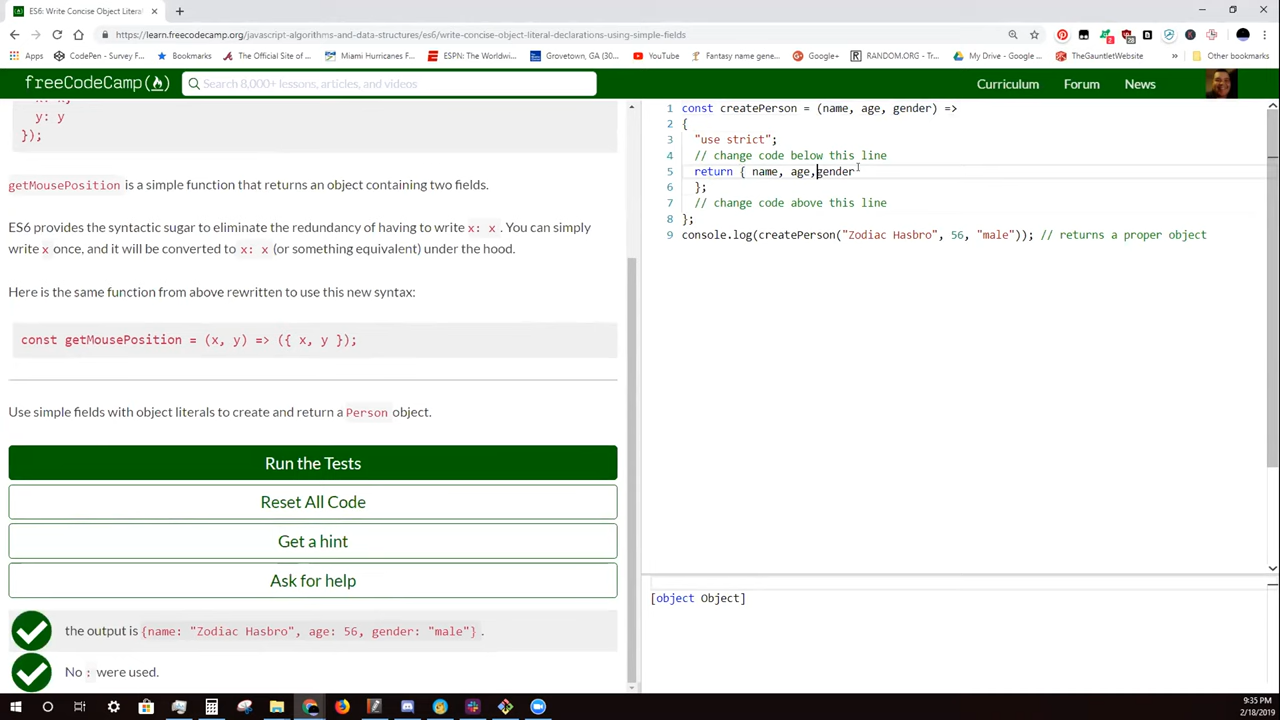 ES6: Write Concise Object Literal
https://learn.freecodecamp.org/javascript-algorithms-and-data-structures/es6/write-concise-object-literal-declarations-using-simple-fields
Apps CodePen - Survey F... Bookmarks The Official Site of ... Miami Hurricanes F... ESPN: The Worldwi... Grovetown, GA (30... YouTube Fantasy name gene... Google+ RANDOM.ORG - Tr... My Drive - Google ... TheGauntletWebsite Other bookmarks
freeCodeCamp Search 8,000+ lessons, articles, and videos Curriculum Forum News
y: y
});
getMousePosition is a simple function that returns an object containing two fields.
ES6 provides the syntactic sugar to eliminate the redundancy of having to write x: x . You can simply
write x once, and it will be converted to x: x (or something equivalent) under the hood.
Here is the same function from above rewritten to use this new syntax:
const getMousePosition = (x, y) => ({ x, y });
Use simple fields with object literals to create and return a Person object.
Run the Tests
Reset All Code
Get a hint
Ask for help
the output is {name: "Zodiac Hasbro", age: 56, gender: "male"} .
No : were used.
1 const createPerson = (name, age, gender) =>
2 {
3 "use strict";
4 // change code below this line
5 return { name, age,gender
6 };
7 // change code above this line
8 };
9 console.log(createPerson("Zodiac Hasbro", 56, "male")); // returns a proper object
[object Object]
9:35 PM
2/18/2019